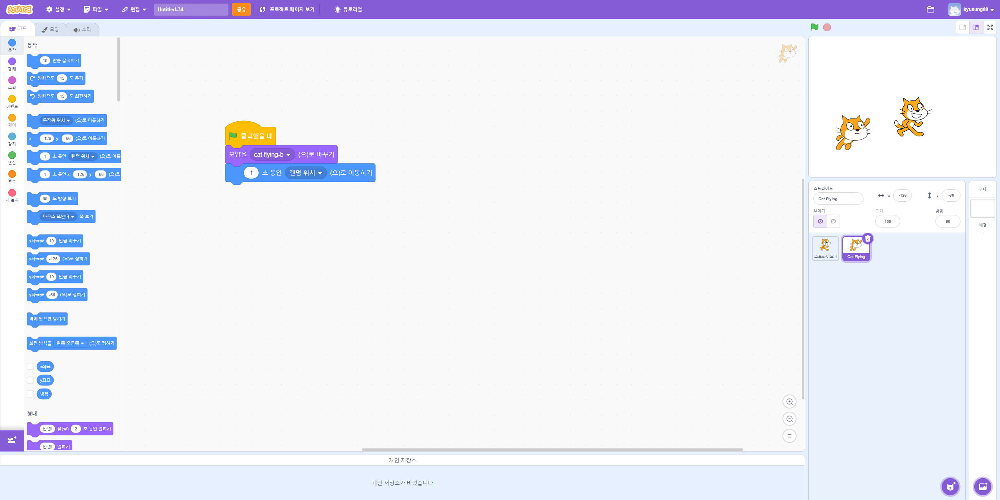 SCRATCH
설정
파일
편집
Untitled-34
공유
프로젝트 페이지 보기
튜토리얼
kyusung88
코드
모양
소리
동작
형태
소리
이벤트
제어
감지
연산
변수
내 블록
동작
10 만큼 움직이기
방향으로 15 도 돌기
방향으로 15 도 회전하기
무작위 위치 (으)로 이동하기
x: -126 y: -66 (으)로 이동하기
1 초 동안 랜덤 위치 (으)로 이동
1 초 동안 x: -126 y: -66 (으)로
90 도 방향 보기
마우스 포인터 쪽 보기
x좌표를 10 만큼 바꾸기
x좌표를 -126 (으)로 정하기
y좌표를 10 만큼 바꾸기
y좌표를 -66 (으)로 정하기
벽에 닿으면 튕기기
회전 방식을 왼쪽-오른쪽 (으)로 정하기
x좌표
y좌표
방향
형태
안녕! 을(를) 2 초 동안 말하기
안녕! 말하기
클릭했을 때
모양을 cat flying-b (으)로 바꾸기
1 초 동안 랜덤 위치 (으)로 이동하기
개인 저장소
개인 저장소가 비었습니다
스프라이트
Cat Flying
x -126
y -66
보이기
크기
100
방향
90
스프라이트 1
Cat Flying
무대
배경
1